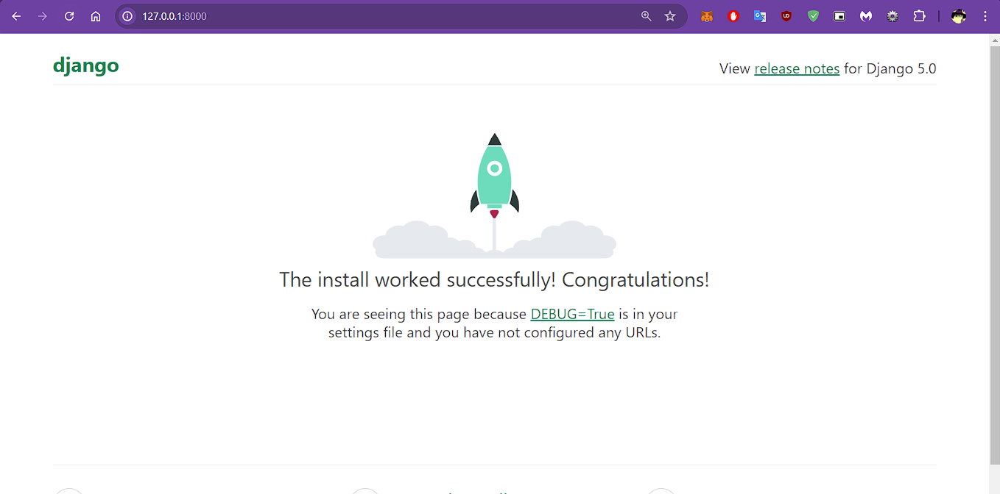 127.0.0.1:8000
django
View release notes for Django 5.0
The install worked successfully! Congratulations!
You are seeing this page because DEBUG=True is in your
settings file and you have not configured any URLs.